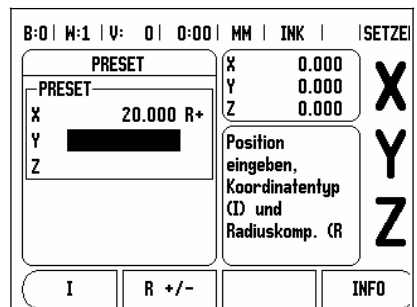 B:0 | W:1 | V: 0 | 0:00 | MM | INK | |SETZE
PRESET
PRESET
X 20.000 R+
Y
Z
X 0.000
Y 0.000
Z 0.000
Position
eingeben,
Koordinatentyp
(I) und
Radiuskomp. (R
X
Y
Z
I
R +/-
INFO